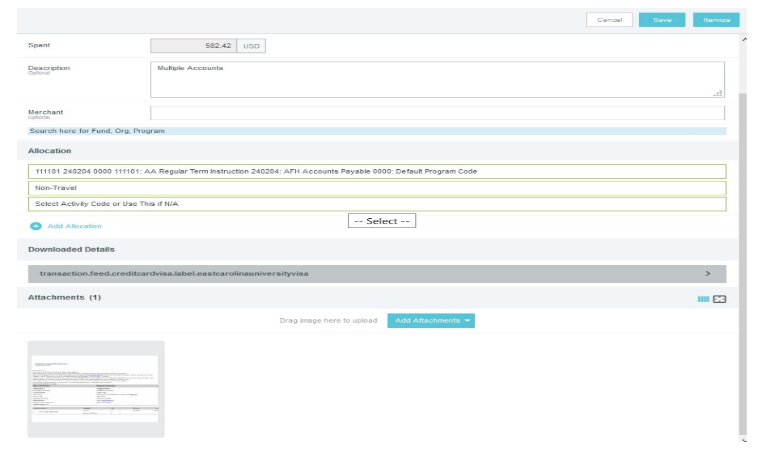 Cancel Save Itemize
Spent 582.42 USD
Description Multiple Accounts
Optional
Merchant
Optional
Search here for Fund, Org, Program
Allocation
111101 240204 0000 111101: AA Regular Term Instruction 240204: AFH Accounts Payable 0000: Default Program Code
Non-Travel
Select Activity Code or Use This if N/A
-- Select --
Add Allocation
Downloaded Details
transaction.feed.creditcardvisa.label.eastcarolinauniversityvisa
Attachments (1)
Drag image here to upload Add Attachments